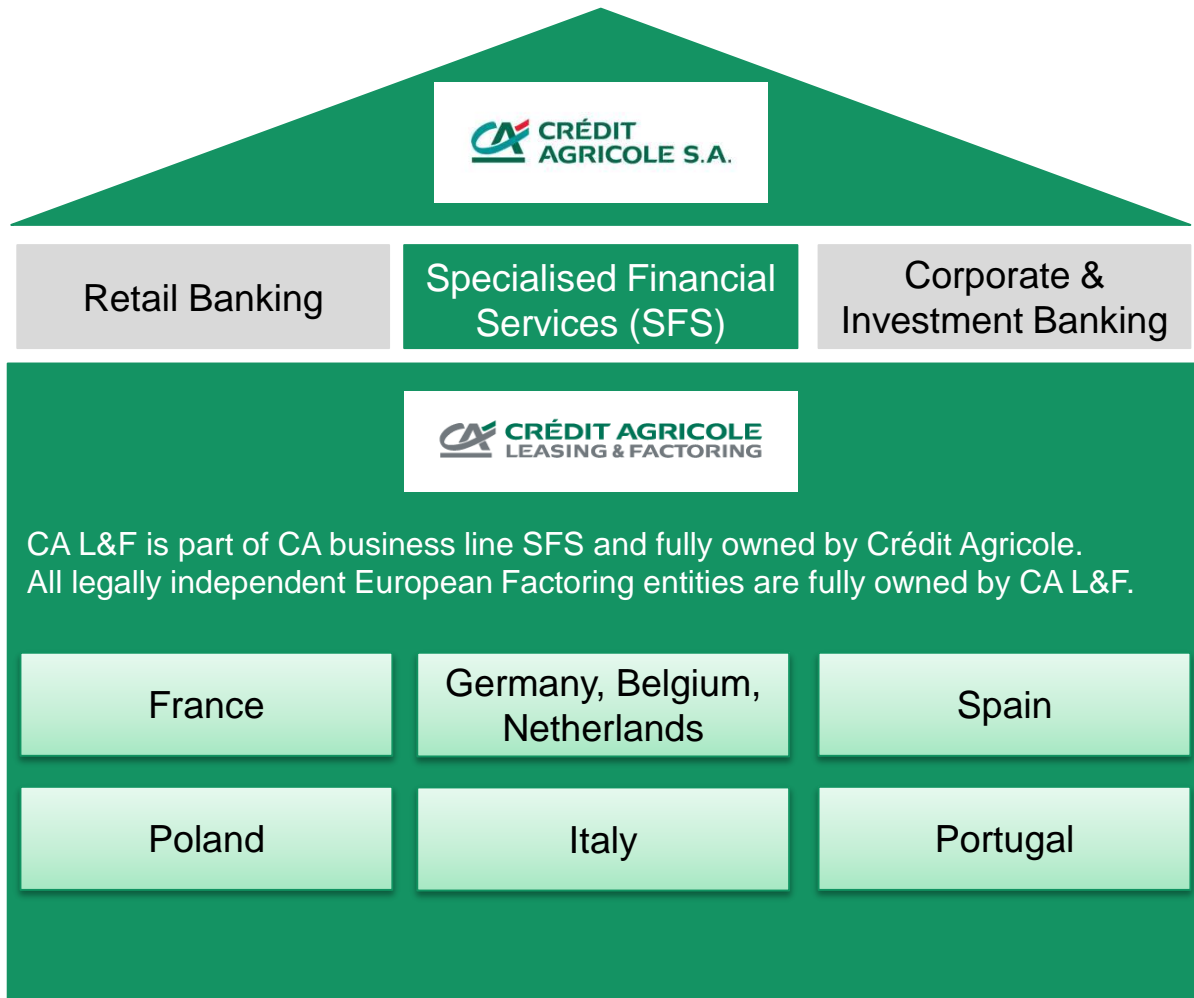 CRÉDIT
AGRICOLE S.A.
Retail Banking
Specialised Financial
Services (SFS)
Corporate &
Investment Banking
CRÉDIT AGRICOLE
LEASING & FACTORING
CA L&F is part of CA business line SFS and fully owned by Crédit Agricole.
All legally independent European Factoring entities are fully owned by CA L&F.
France
Germany, Belgium,
Netherlands
Spain
Poland
Italy
Portugal